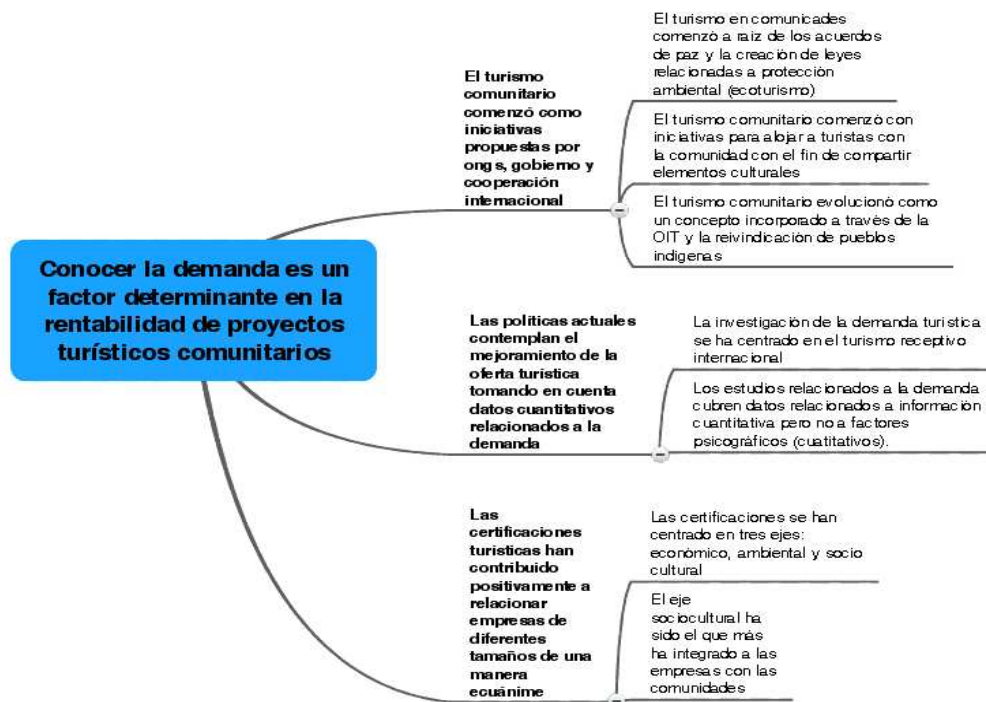 Conocer la demanda es un
factor determinante en la
rentabilidad de proyectos
turísticos comunitarios
El turismo
comunitario
comenzó como
iniciativas
propuestas por
ongs, gobierno y
cooperación
internacional
El turismo en comunicades
comenzó a raiz de los acuerdos
de paz y la creación de leyes
relacionadas a protección
ambiental (ecoturismo)
El turismo comunitario comenzó con
iniciativas para alojar a turistas con
la comunidad con el fin de compartir
elementos culturales
El turismo comunitario evolucionó como
un concepto incorporado a través de la
OIT y la reivindicación de pueblos
indigenas
Las politicas actuales
contemplan el
mejoramiento de la
oferta turistica
tomando en cuenta
datos cuantitativos
relacionados a la
demanda
La investigación de la demanda turistica
se ha centrado en el turismo receptivo
internacional
Los estudios relacionados a la demanda
cubren datos relacionados a información
cuantitativa pero no a factores
psicográficos (cuatitativos).
Las
certificaciones
turisticas han
contribuido
positivamente a
relacionar
empresas de
diferentes
tamaños de una
manera
ecuánime
Las certificaciones se han
centrado en tres ejes:
económico, ambiental y socio
cultural
El eje
sociocultural ha
sido el que más
ha integrado a las
empresas con las
comunidades